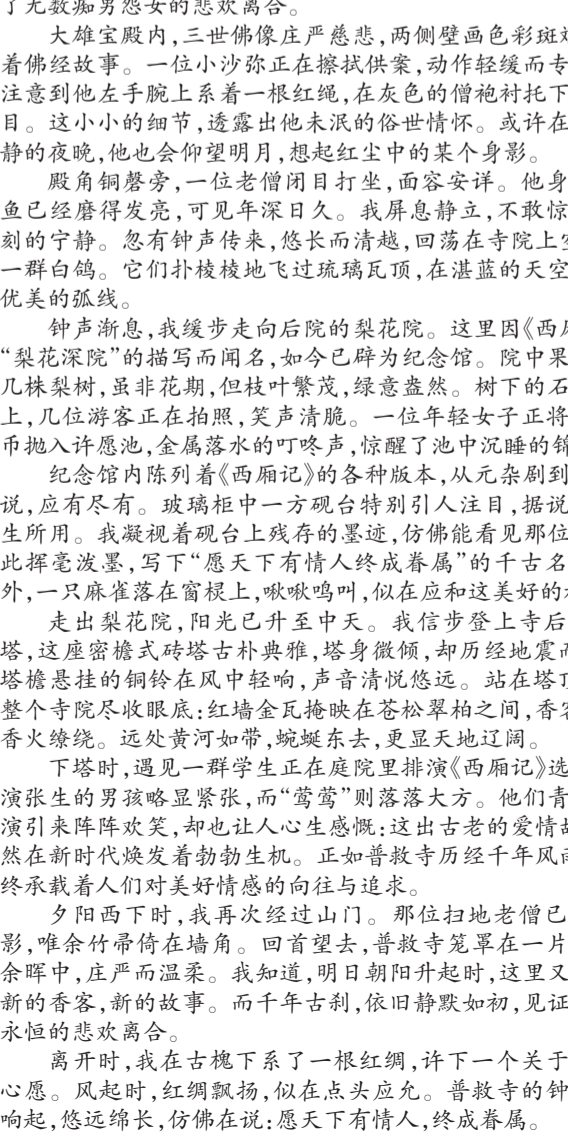 了无数痴男怨女的悲欢离合。
大雄宝殿内,三世佛像庄严慈悲,两侧壁画色彩斑
着佛经故事。一位小沙弥正在擦拭供案,动作轻缓而专
注意到他左手腕上系着一根红绳,在灰色的僧袍衬托下
目。这小小的细节,透露出他未泯的俗世情怀。或许在
静的夜晚,他也会仰望明月,想起红尘中的某个身影。
殿角铜磬旁,一位老僧闭目打坐,面容安详。他身
鱼已经磨得发亮,可见年深日久。我屏息静立,不敢惊
刻的宁静。忽有钟声传来,悠长而清越,回荡在寺院上
一群白鸽。它们扑棱棱地飞过琉璃瓦顶,在湛蓝的天空
优美的弧线。
钟声渐息,我缓步走向后院的梨花院。这里因《西
“梨花深院”的描写而闻名,如今已辟为纪念馆。院中果
几株梨树,虽非花期,但枝叶繁茂,绿意盎然。树下的石
上,几位游客正在拍照,笑声清脆。一位年轻女子正将
币抛入许愿池,金属落水的叮咚声,惊醒了池中沉睡的锦
纪念馆内陈列着《西厢记》的各种版本,从元杂剧到
说,应有尽有。玻璃柜中一方砚台特别引人注目,据说
生所用。我凝视着砚台上残存的墨迹,仿佛能看见那位
此挥毫泼墨,写下“愿天下有情人终成眷属”的千古名
外,一只麻雀落在窗棂上,啾啾鸣叫,似在应和这美好的
走出梨花院,阳光已升至中天。我信步登上寺后
塔,这座密檐式砖塔古朴典雅,塔身微倾,却历经地震而
塔檐悬挂的铜铃在风中轻响,声音清悦悠远。站在塔顶
整个寺院尽收眼底:红墙金瓦掩映在苍松翠柏之间,香客
香火缭绕。远处黄河如带,蜿蜒东去,更显天地辽阔。
下塔时,遇见一群学生正在庭院里排演《西厢记》选
演张生的男孩略显紧张,而“莺莺”则落落大方。他们青
演引来阵阵欢笑,却也让人心生感慨:这出古老的爱情故
然在新时代焕发着勃勃生机。正如普救寺历经千年风雨
终承载着人们对美好情感的向往与追求。
夕阳西下时,我再次经过山门。那位扫地老僧已
影,唯余竹帚倚在墙角。回首望去,普救寺笼罩在一片
余晖中,庄严而温柔。我知道,明日朝阳升起时,这里又
新的香客,新的故事。而千年古刹,依旧静默如初,见证
永恒的悲欢离合。
离开时,我在古槐下系了一根红绸,许下一个关于
心愿。风起时,红绸飘扬,似在点头应允。普救寺的钟
响起,悠远绵长,仿佛在说:愿天下有情人,终成眷属。